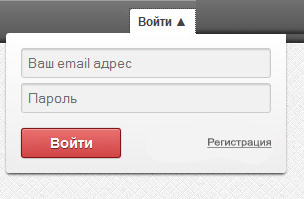 Войти ▲
Ваш email адрес
Пароль
Войти
Регистрация